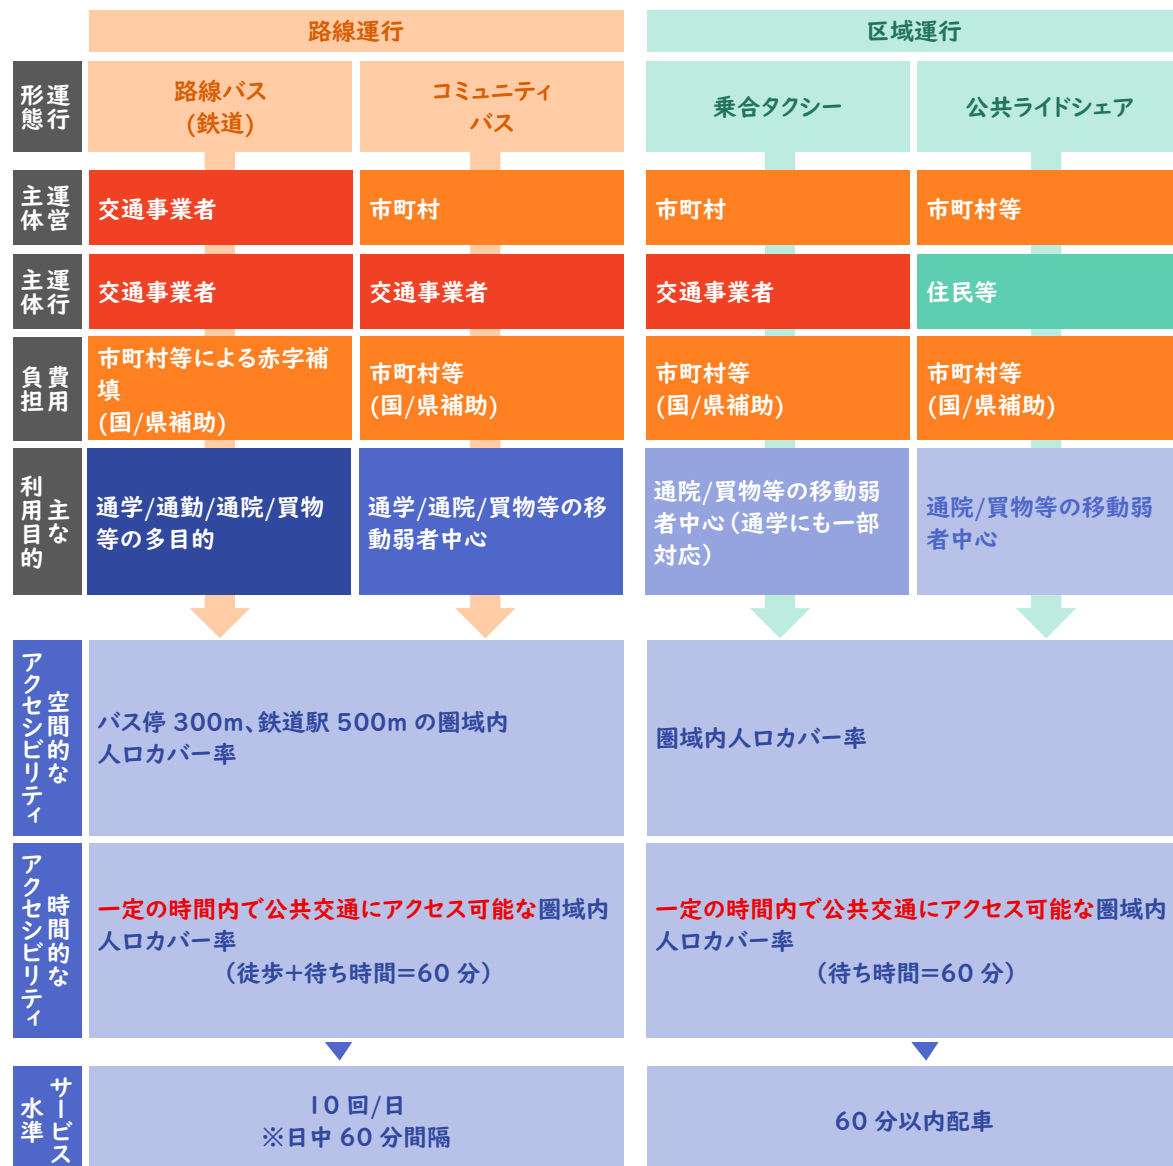 路線運行
区域運行
運行
形態
路線バス
(鉄道)
コミュニティ
バス
乗合タクシー
公共ライドシェア
運営
主体
交通事業者
市町村
市町村
市町村等
運行
主体
交通事業者
交通事業者
交通事業者
住民等
費用
負担
市町村等による赤字補
填
(国/県補助)
市町村等
(国/県補助)
市町村等
(国/県補助)
市町村等
(国/県補助)
主な
利用目的
通学/通勤/通院/買物
等の多目的
通学/通院/買物等の移
動弱者中心
通院/買物等の移動弱
者中心（通学にも一部
対応）
通院/買物等の移動弱
者中心
空間的な
アクセシビリティ
バス停 300m、鉄道駅 500m の圏域内
人口カバー率
圏域内人口カバー率
時間的な
アクセシビリティ
一定の時間内で公共交通にアクセス可能な圏域内
人口カバー率
（徒歩+待ち時間=60 分）
一定の時間内で公共交通にアクセス可能な圏域内
人口カバー率
（待ち時間=60 分）
サービス
水準
10 回/日
※日中 60 分間隔
60 分以内配車